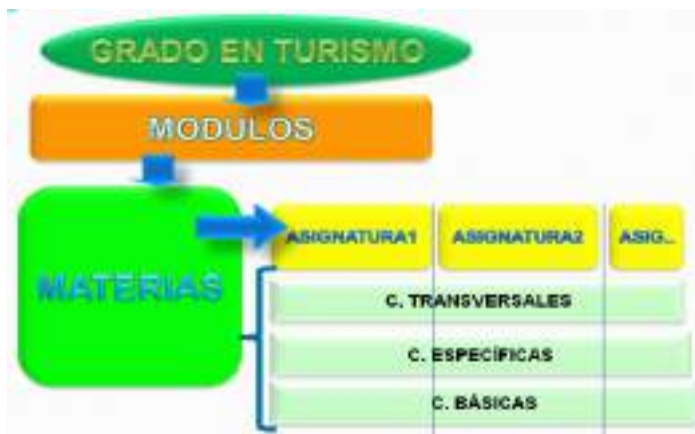 GRADO EN TURISMO
MODULOS
MATERIAS
ASIGNATURA1
ASIGNATURA2
ASIG..
C. TRANSVERSALES
C. ESPECÍFICAS
C. BÁSICAS